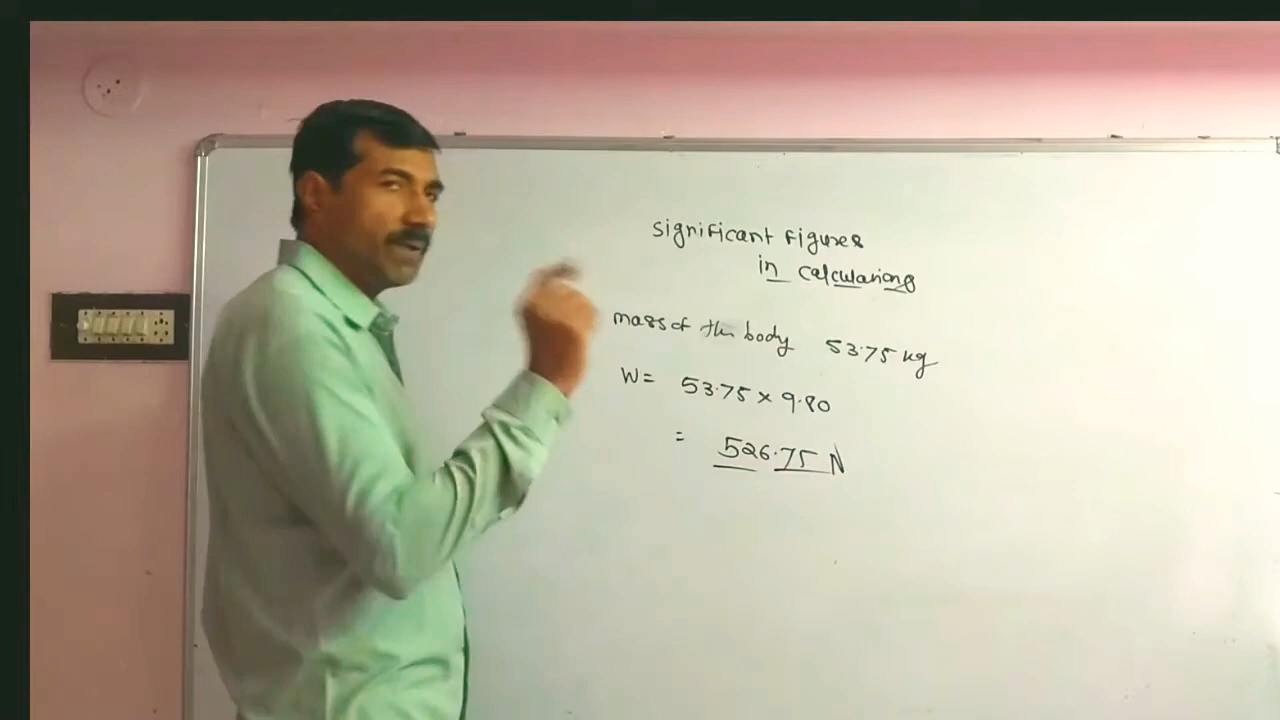 significant figures
in calculations
mass of the body 53.75 kg
W = 53.75 × 9.80
= 526.75 N